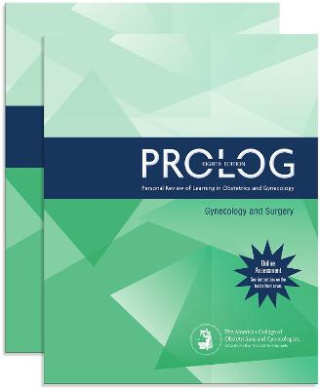 PROLOG
EIGHTH EDITION
Personal Review of Learning in Obstetrics and Gynecology
Gynecology and Surgery
Online
Assessment
The American College of
Obstetricians and Gynecologists